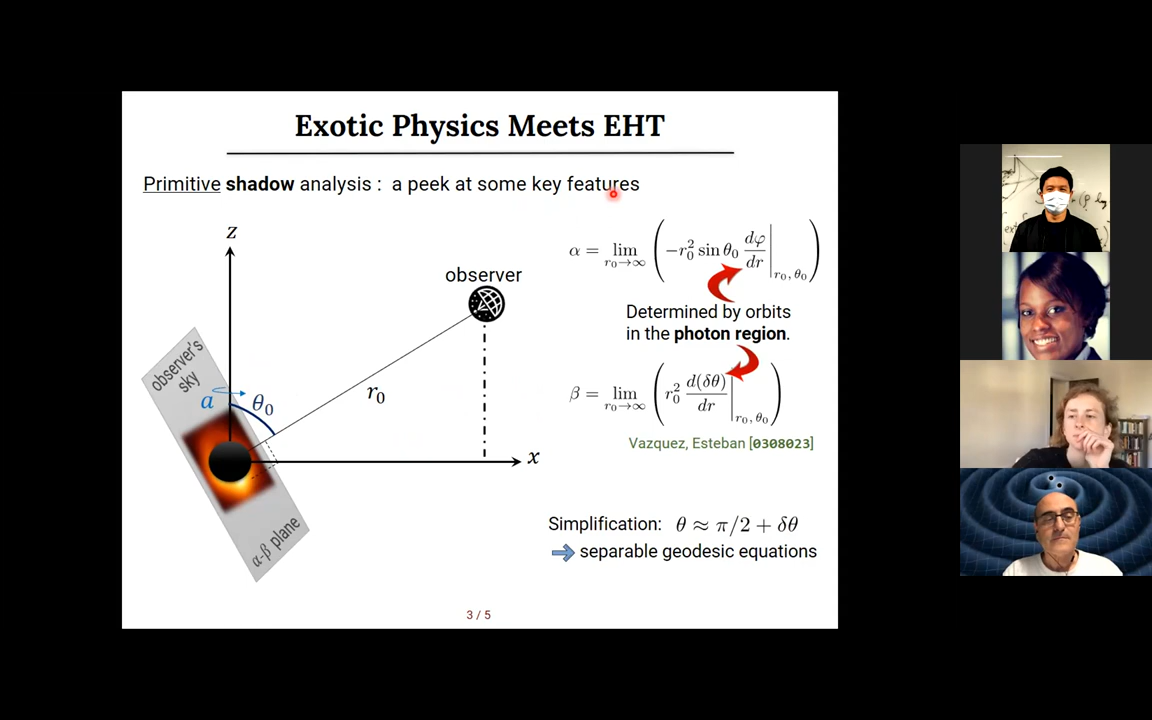 Exotic Physics Meets EHT
Primitive shadow analysis : a peek at some key features
z
observer
observer's
sky
a
θ₀
r₀
x
α-β plane
α = lim r₀→∞ ( −r₀² sin θ₀ dφ/dr | r₀, θ₀ )
Determined by orbits
in the photon region.
β = lim r₀→∞ ( r₀² d(δθ)/dr | r₀, θ₀ )
Vazquez, Esteban [0308023]
Simplification: θ ≈ π/2 + δθ
separable geodesic equations
3 / 5